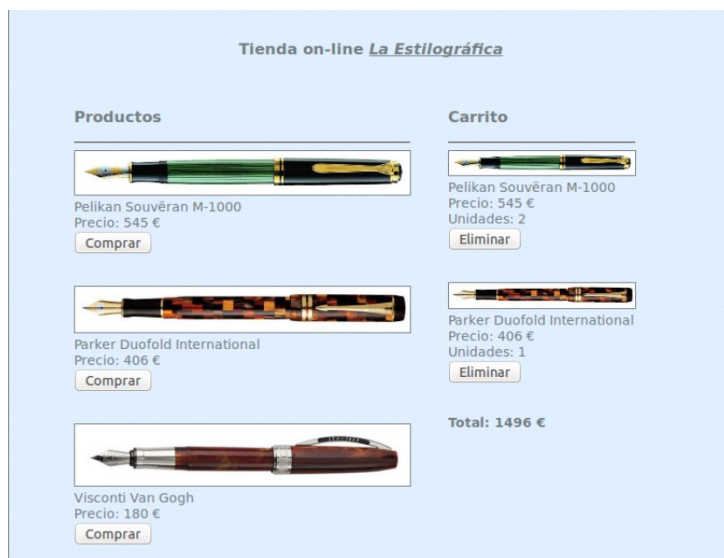 Tienda on-line La Estilográfica
Productos
Pelikan Souvëran M-1000
Precio: 545 €
Comprar
Parker Duofold International
Precio: 406 €
Comprar
Visconti Van Gogh
Precio: 180 €
Comprar
Carrito
Pelikan Souvëran M-1000
Precio: 545 €
Unidades: 2
Eliminar
Parker Duofold International
Precio: 406 €
Unidades: 1
Eliminar
Total: 1496 €